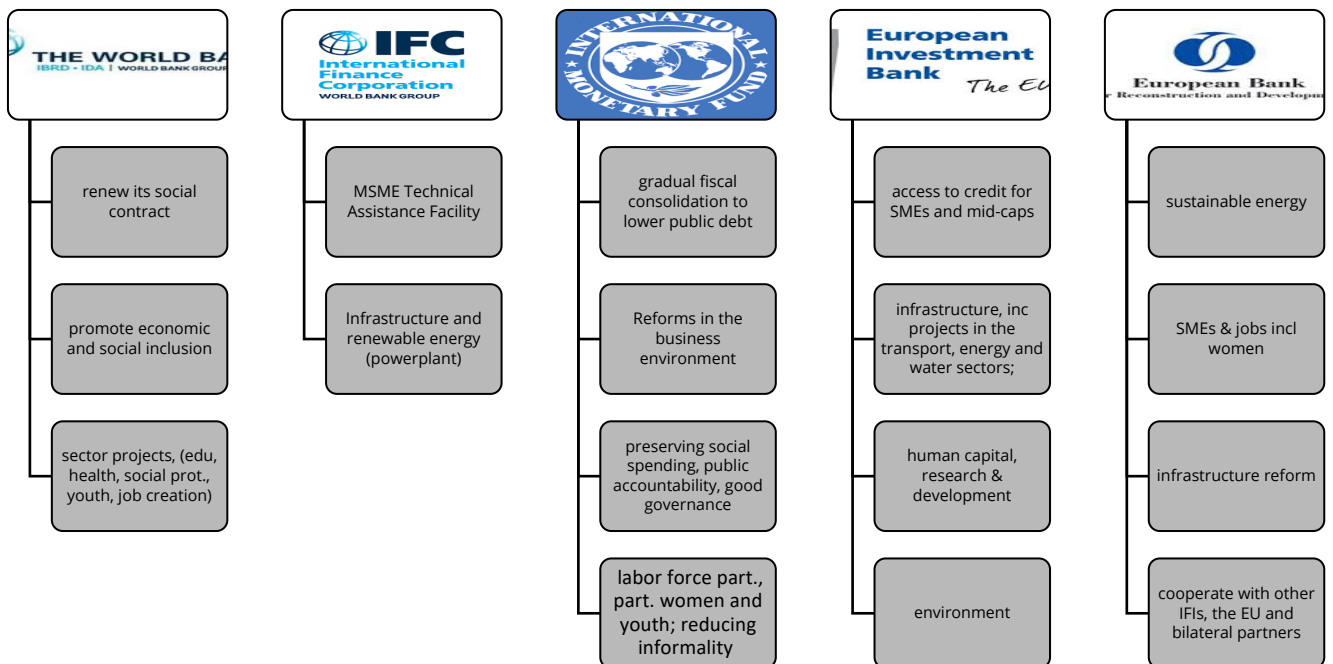 THE WORLD BA
IBRD - IDA | WORLD BANK GROUP
renew its social
contract
promote economic
and social inclusion
sector projects, (edu,
health, social prot.,
youth, job creation)
IFC
International
Finance
Corporation
WORLD BANK GROUP
MSME Technical
Assistance Facility
Infrastructure and
renewable energy
(powerplant)
INTERNATIONAL
MONETARY FUND
gradual fiscal
consolidation to
lower public debt
Reforms in the
business
environment
preserving social
spending, public
accountability, good
governance
labor force part.,
part. women and
youth; reducing
informality
European
Investment
Bank
The EU
access to credit for
SMEs and mid-caps
infrastructure, inc
projects in the
transport, energy and
water sectors;
human capital,
research &
development
environment
European Bank
r Reconstruction and Developm
sustainable energy
SMEs & jobs incl
women
infrastructure reform
cooperate with other
IFIs, the EU and
bilateral partners